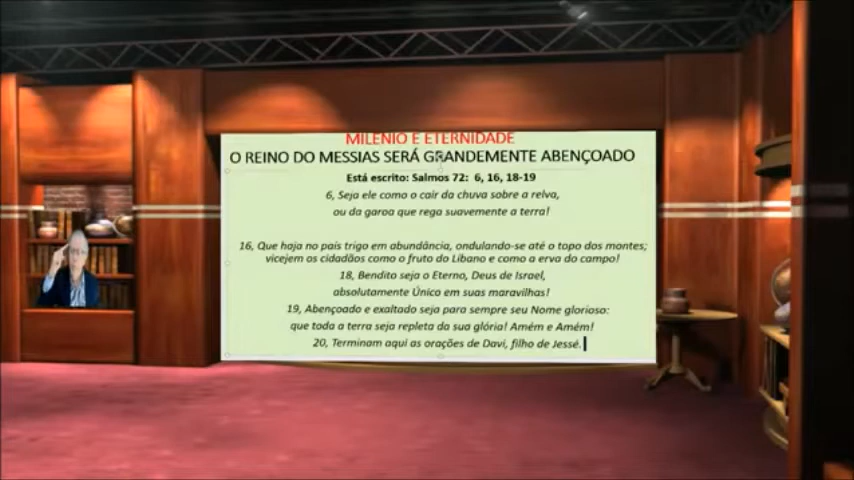 MILENIO E ETERNIDADE
O REINO DO MESSIAS SERÁ GRANDEMENTE ABENÇOADO
Está escrito: Salmos 72: 6, 16, 18-19
6, Seja ele como o cair da chuva sobre a relva,
ou da garoa que rega suavemente a terra!
16, Que haja no país trigo em abundância, ondulando-se até o topo dos montes;
vicejem os cidadãos como o fruto do Líbano e como a erva do campo!
18, Bendito seja o Eterno, Deus de Israel,
absolutamente Único em suas maravilhas!
19, Abençoado e exaltado seja para sempre seu Nome glorioso:
que toda a terra seja repleta da sua glória! Amém e Amém!
20, Terminam aqui as orações de Davi, filho de Jessé.